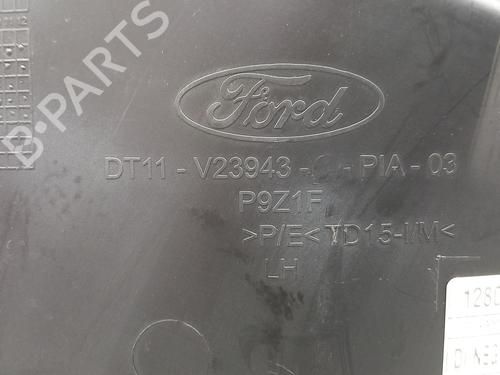 Ford
DT11 - V23943 - - PIA - 03
P9Z1F
>P/E< TD15-I/M<
LH
B-PARTS